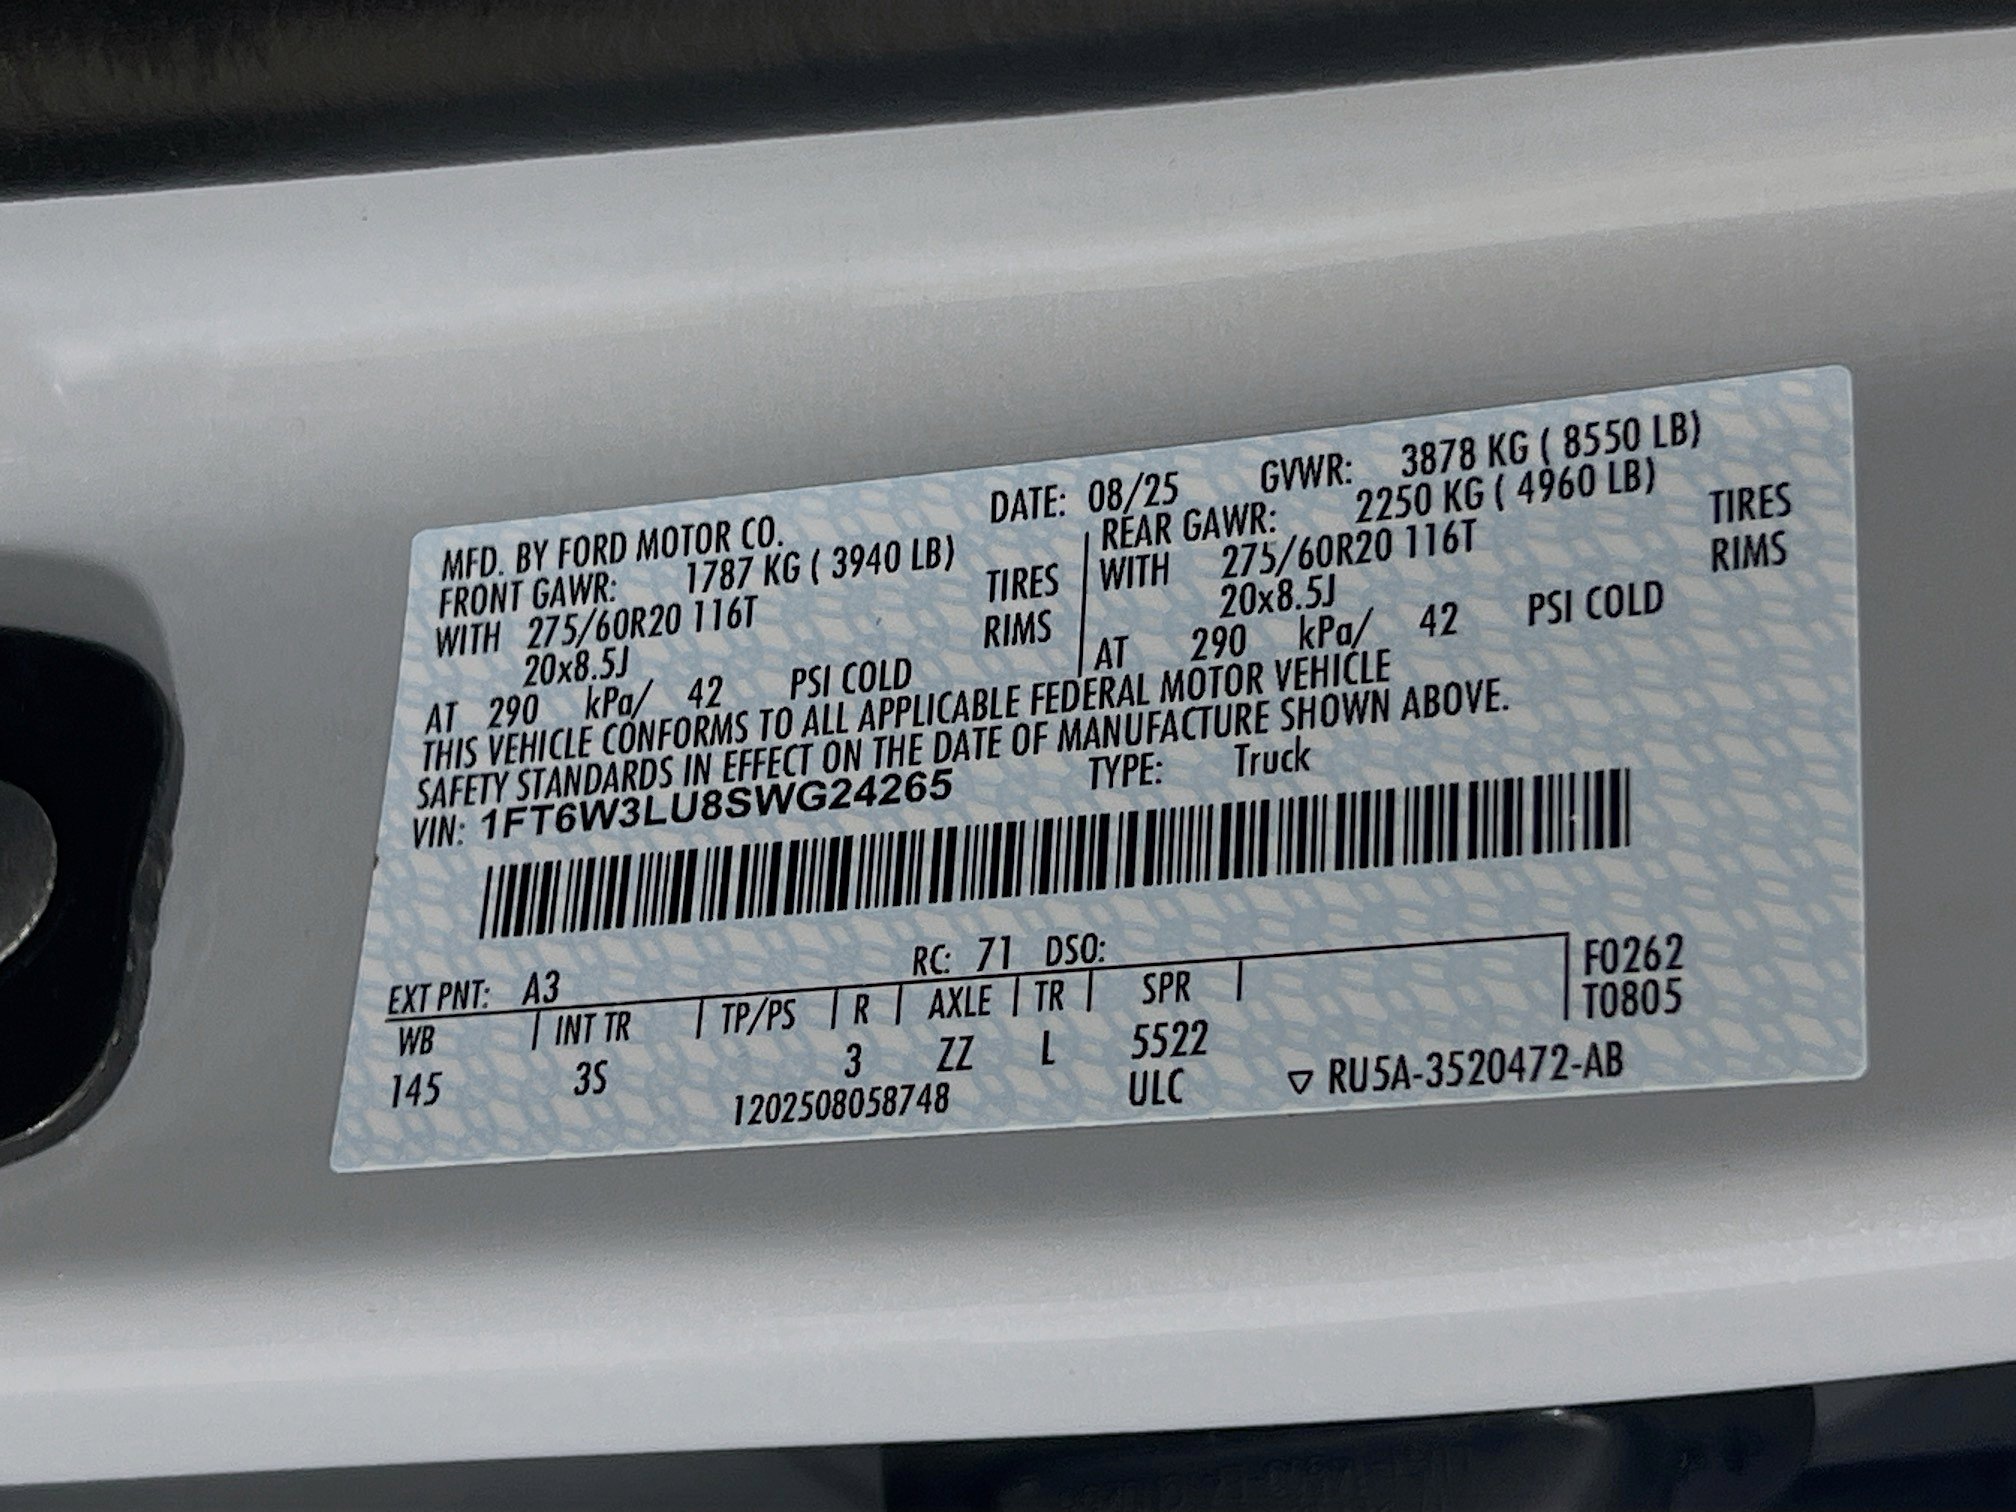 MFD. BY FORD MOTOR CO. DATE: 08/25 GVWR: 3878 KG ( 8550 LB)
FRONT GAWR: 1787 KG ( 3940 LB) REAR GAWR: 2250 KG ( 4960 LB)
WITH 275/60R20 116T TIRES WITH 275/60R20 116T TIRES
20x8.5J RIMS 20x8.5J RIMS
AT 290 kPa/ 42 PSI COLD AT 290 kPa/ 42 PSI COLD
THIS VEHICLE CONFORMS TO ALL APPLICABLE FEDERAL MOTOR VEHICLE
SAFETY STANDARDS IN EFFECT ON THE DATE OF MANUFACTURE SHOWN ABOVE.
VIN: 1FT6W3LU8SWG24265 TYPE: Truck
EXT PNT: A3 RC: 71 DSO: F0262
WB INT TR TP/PS R AXLE TR SPR T0805
145 3S 3 ZZ L 5522
1202508058748 ULC ▽ RU5A-3520472-AB